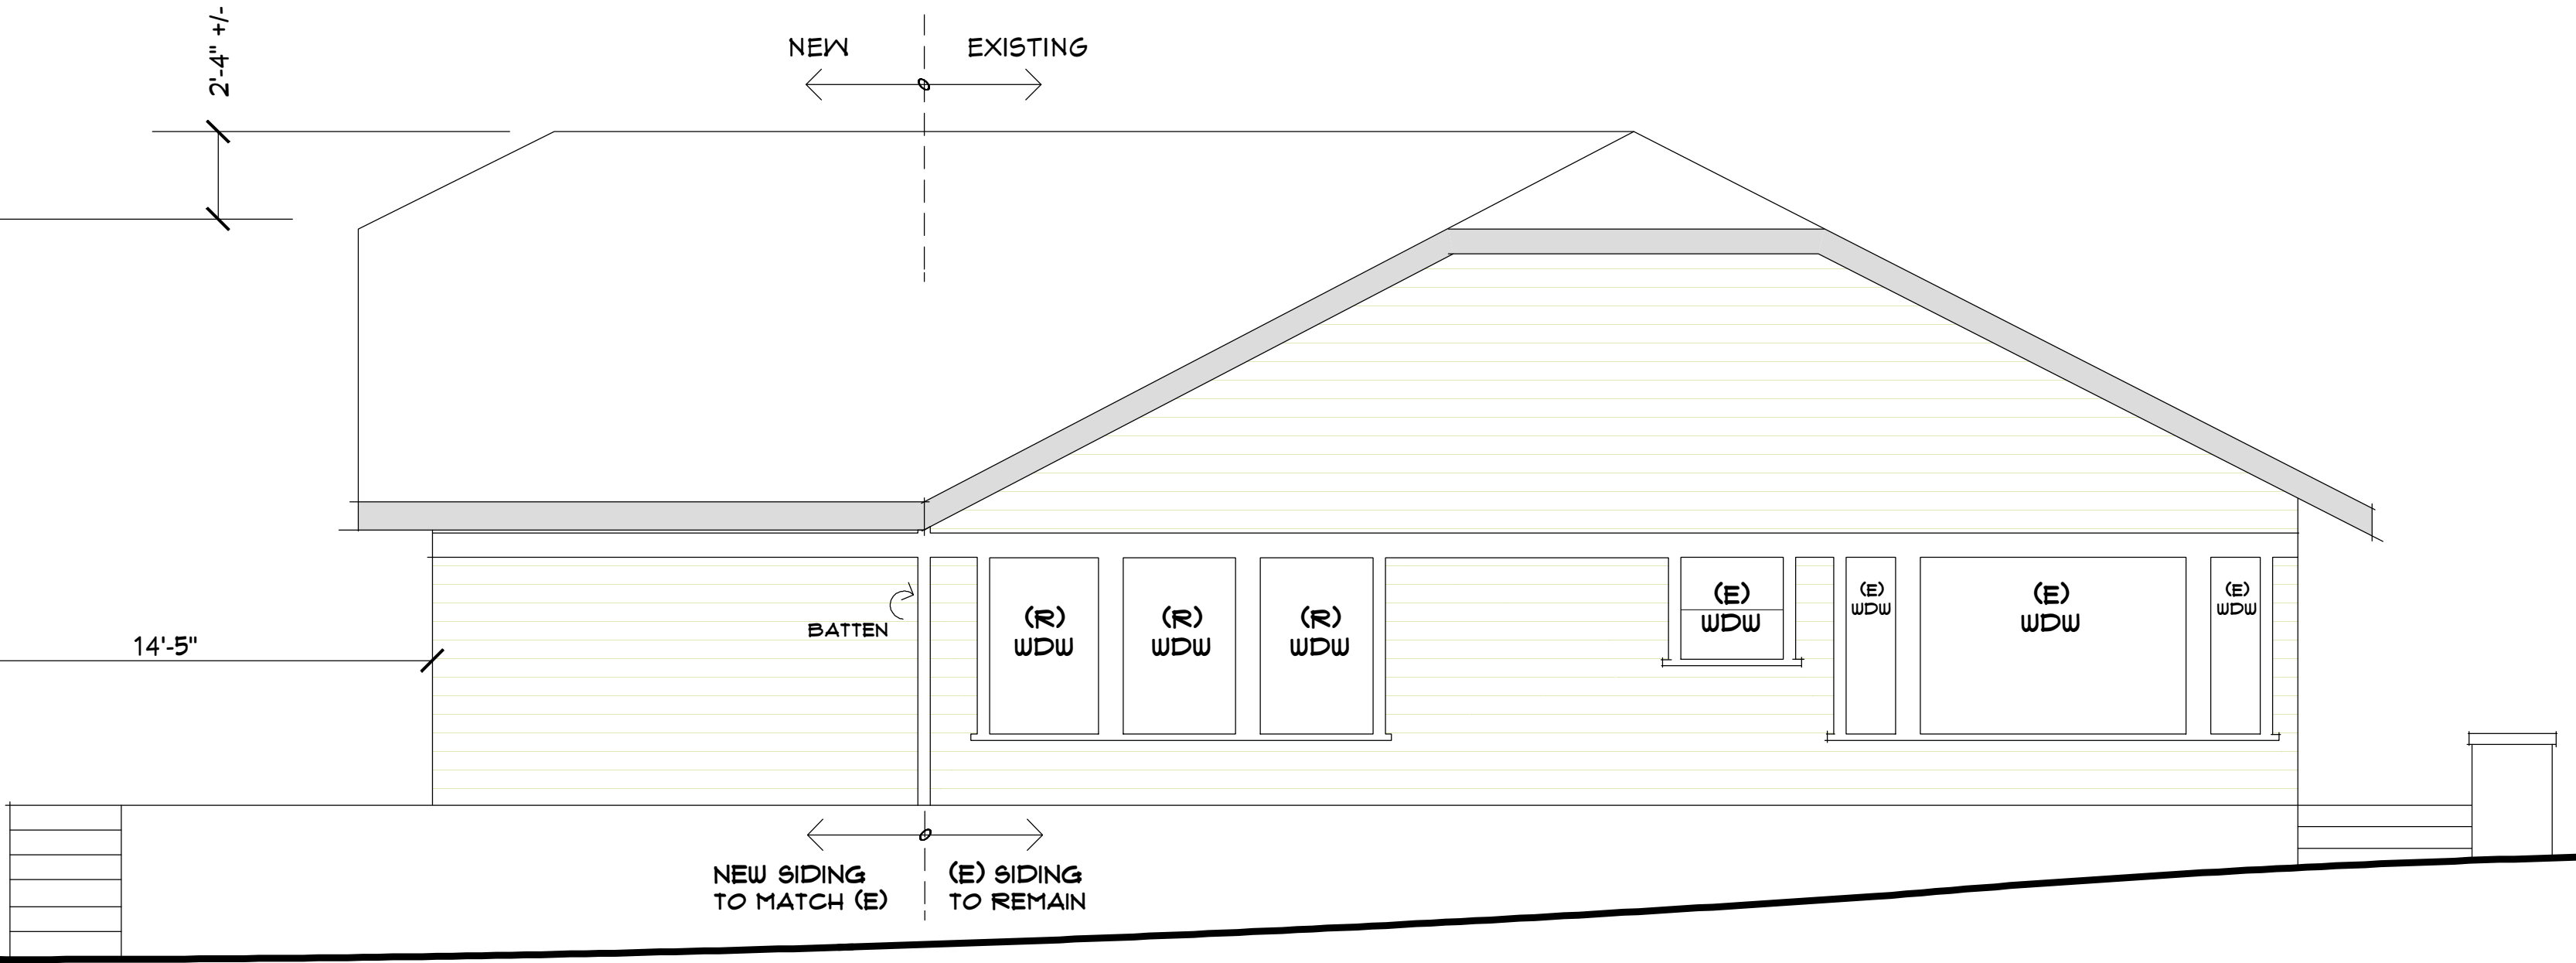 2'-4" +/-
NEW
EXISTING
BATTEN
14'-5"
(R)
WDW
(R)
WDW
(R)
WDW
(E)
WDW
(E)
WDW
(E)
WDW
(E)
WDW
NEW SIDING
TO MATCH (E)
(E) SIDING
TO REMAIN